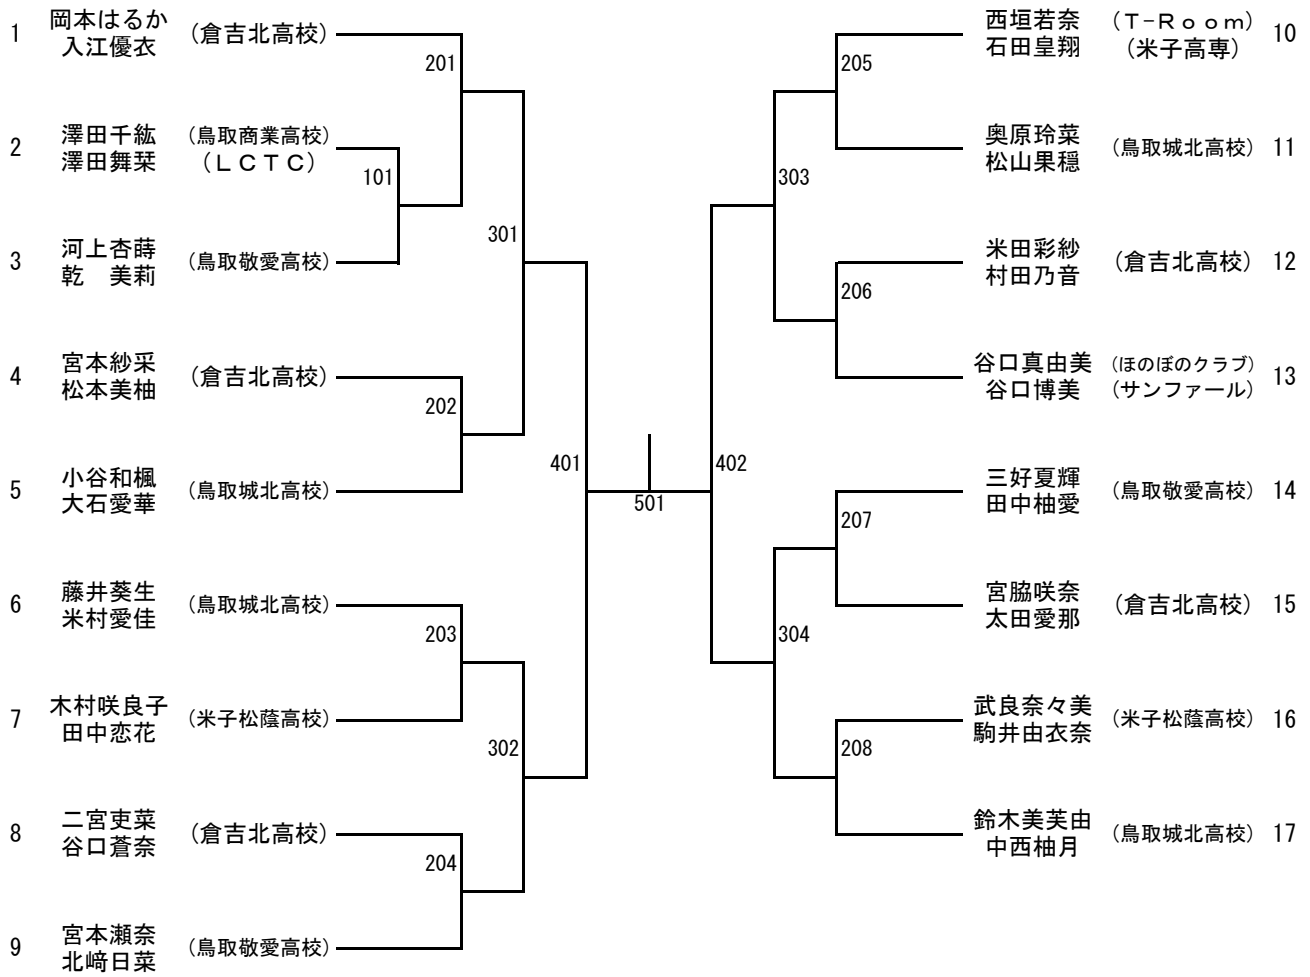 1 岡本はるか (倉吉北高校)
入江優衣
201
2 澤田千紘 (鳥取商業高校)
澤田舞栞 (ＬＣＴＣ)
101
3 河上杏蒔 (鳥取敬愛高校)
乾　美莉
301
4 宮本紗采 (倉吉北高校)
松本美柚
202
5 小谷和楓 (鳥取城北高校)
大石愛華
401
6 藤井葵生 (鳥取城北高校)
米村愛佳
203
7 木村咲良子 (米子松蔭高校)
田中恋花
302
8 二宮吏菜 (倉吉北高校)
谷口蒼奈
204
9 宮本瀬奈 (鳥取敬愛高校)
北﨑日菜
501
西垣若奈 (Ｔ-Ｒｏｏｍ) 10
石田皇翔 (米子高専)
205
奥原玲菜 (鳥取城北高校) 11
松山果穏
303
米田彩紗 (倉吉北高校) 12
村田乃音
206
谷口真由美 (ほのぼのクラブ) 13
谷口博美 (サンファール)
402
三好夏輝 (鳥取敬愛高校) 14
田中柚愛
207
宮脇咲奈 (倉吉北高校) 15
太田愛那
304
武良奈々美 (米子松蔭高校) 16
駒井由衣奈
208
鈴木美芙由 (鳥取城北高校) 17
中西柚月